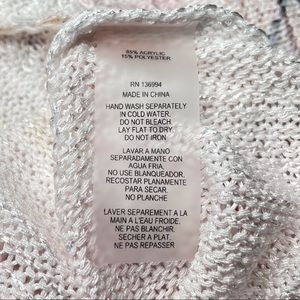 85% ACRYLIC
15% POLYESTER
RN 136994
MADE IN CHINA
HAND WASH SEPARATELY
IN COLD WATER.
DO NOT BLEACH.
LAY FLAT TO DRY.
DO NOT IRON
LAVAR A MANO
SEPARADAMENTE CON
AGUA FRIA.
NO USE BLANQUEADOR.
RECOSTAR PLANAMENTE
PARA SECAR.
NO PLANCHE
LAVER SEPAREMENT A LA
MAIN A L'EAU FROIDE.
NE PAS BLANCHIR.
SECHER A PLAT.
NE PAS REPASSER